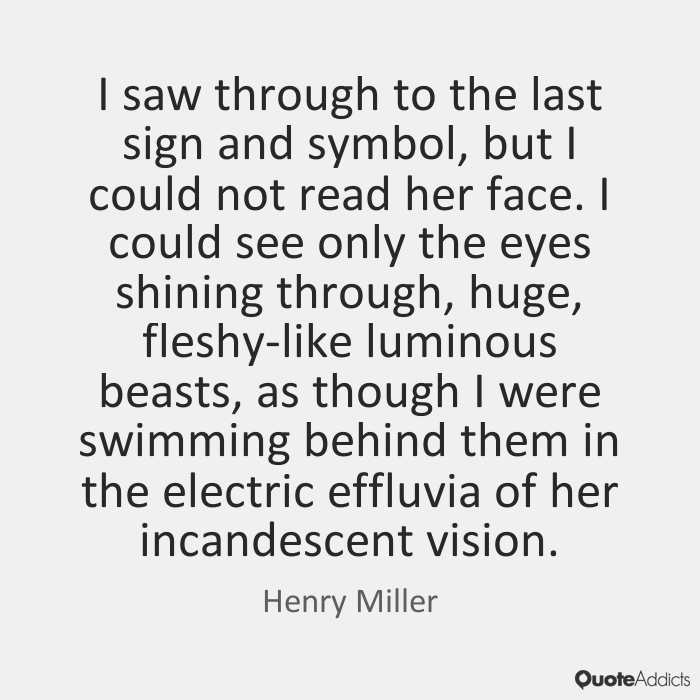 I saw through to the last
sign and symbol, but I
could not read her face. I
could see only the eyes
shining through, huge,
fleshy-like luminous
beasts, as though I were
swimming behind them in
the electric effluvia of her
incandescent vision.
Henry Miller
QuoteAddicts